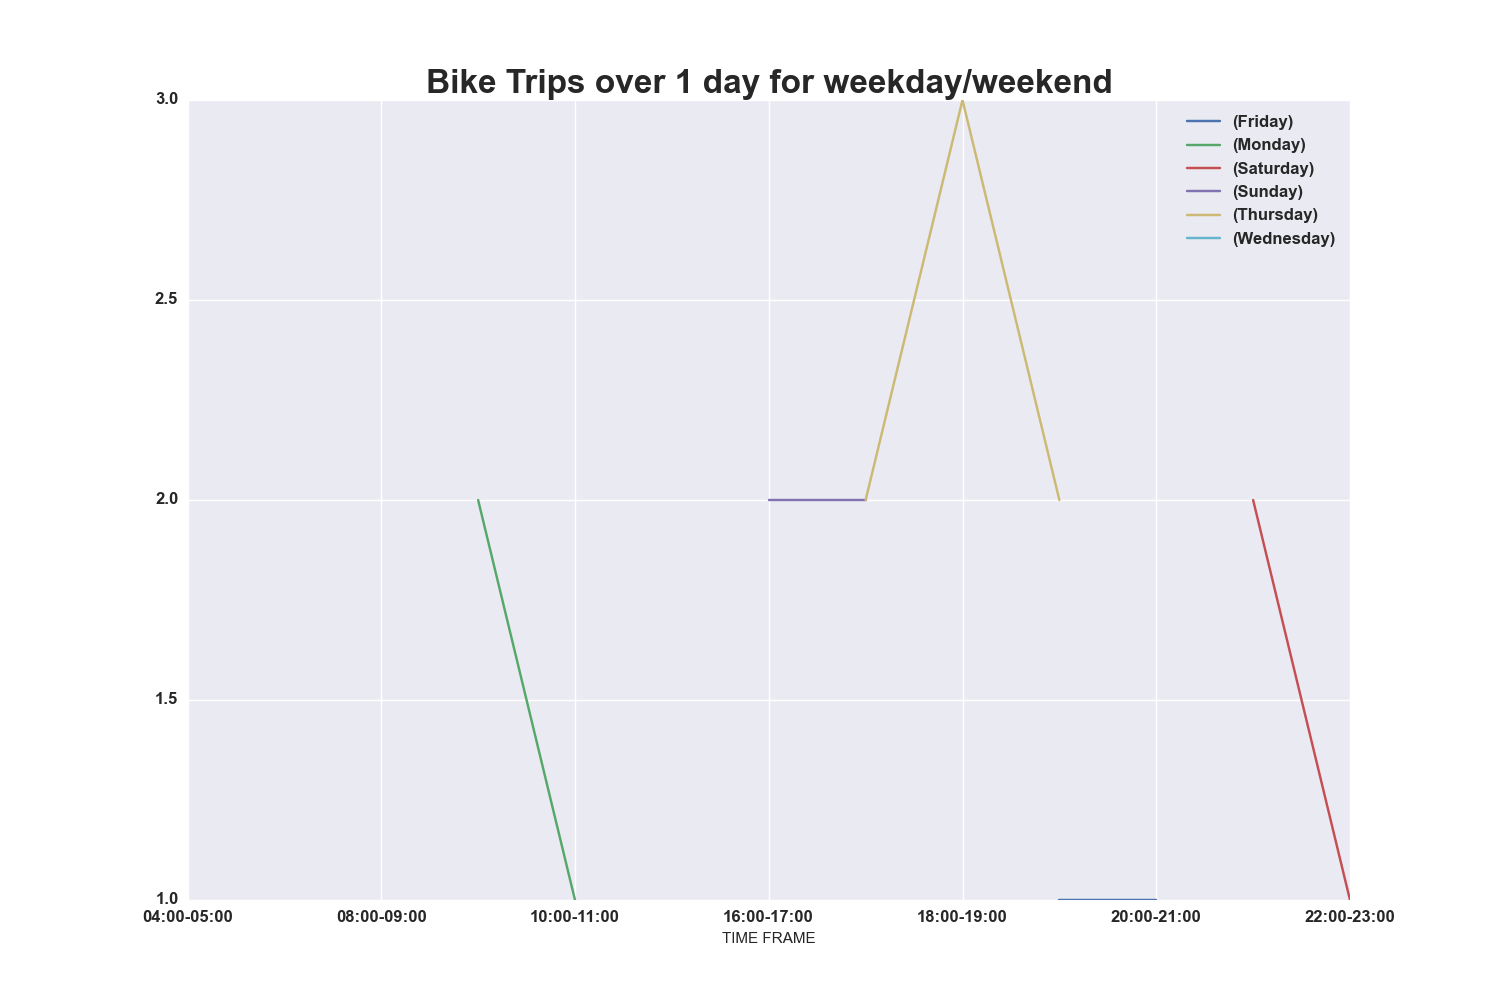 Bike Trips over 1 day for weekday/weekend
3.0
(Friday)
(Monday)
(Saturday)
(Sunday)
(Thursday)
(Wednesday)
2.5
2.0
1.5
1.0
04:00-05:00 08:00-09:00 10:00-11:00 16:00-17:00 18:00-19:00 20:00-21:00 22:00-23:00
TIME FRAME